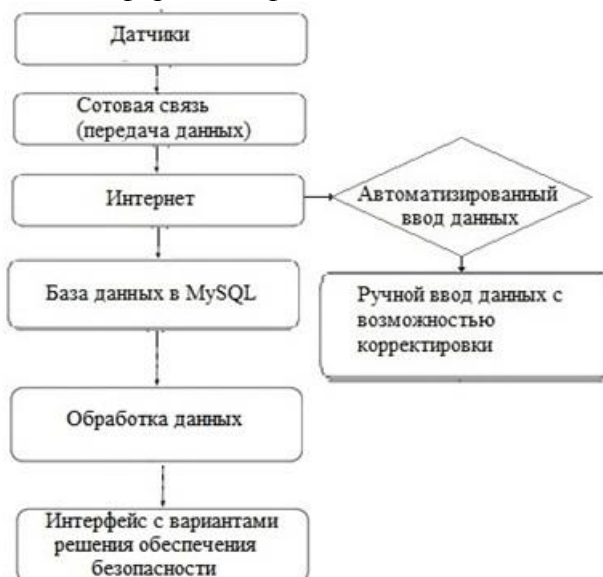 Датчики
Сотовая связь
(передача данных)
Интернет
Автоматизированный
ввод данных
База данных в MySQL
Ручной ввод данных с
возможностью
корректировки
Обработка данных
Интерфейс с вариантами
решения обеспечения
безопасности